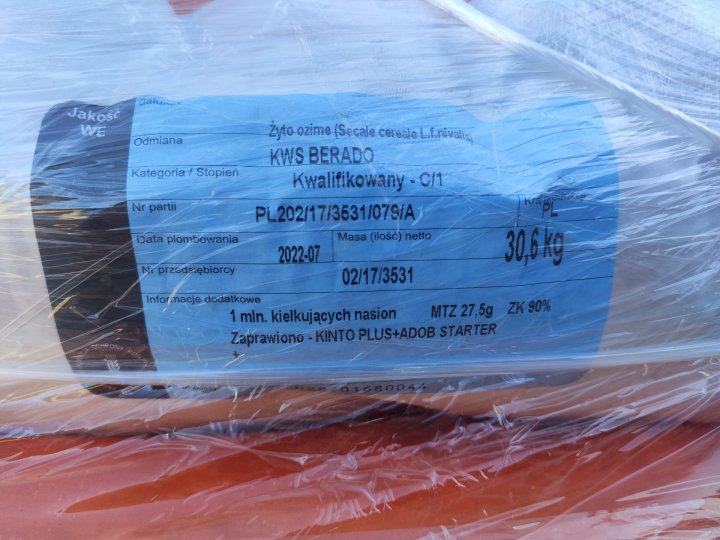 Jakość
WE
Gatunek
Żyto ozime (Secale cereale L.f.nivalis)
Odmiana
KWS BERADO
Kategoria / Stopień
Kwalifikowany - C/1
Nr partii
PL202/17/3531/079/A
PL
Data plombowania
2022-07
Masa (ilość) netto
30,6 kg
Nr przedsiębiorcy
02/17/3531
Informacje dodatkowe
1 mln. kiełkujących nasion MTZ 27,5g ZK 90%
Zaprawiono - KINTO PLUS+ADOB STARTER
+